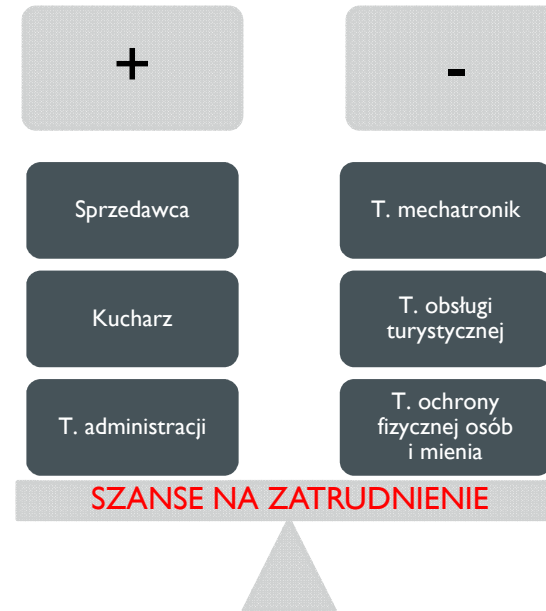 +
-
Sprzedawca
T. mechatronik
Kucharz
T. obsługi
turystycznej
T. administracji
T. ochrony
fizycznej osób
i mienia
SZANSE NA ZATRUDNIENIE